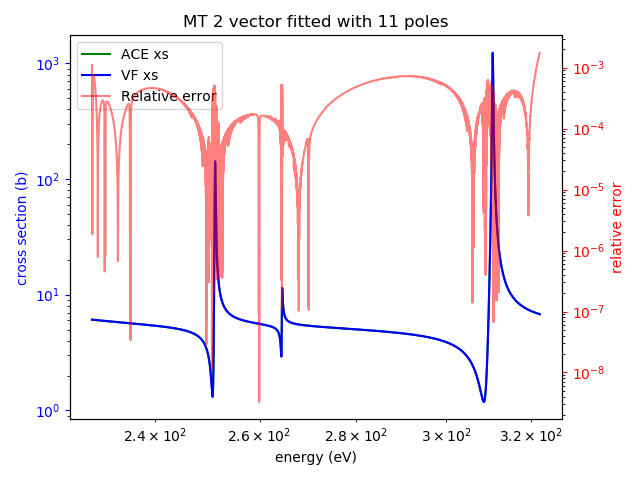 MT 2 vector fitted with 11 poles
ACE xs
VF xs
Relative error
cross section (b)
10³
10²
10¹
10⁰
relative error
10⁻³
10⁻⁴
10⁻⁵
10⁻⁶
10⁻⁷
10⁻⁸
2.4 × 10² 2.6 × 10² 2.8 × 10² 3 × 10² 3.2 × 10²
energy (eV)